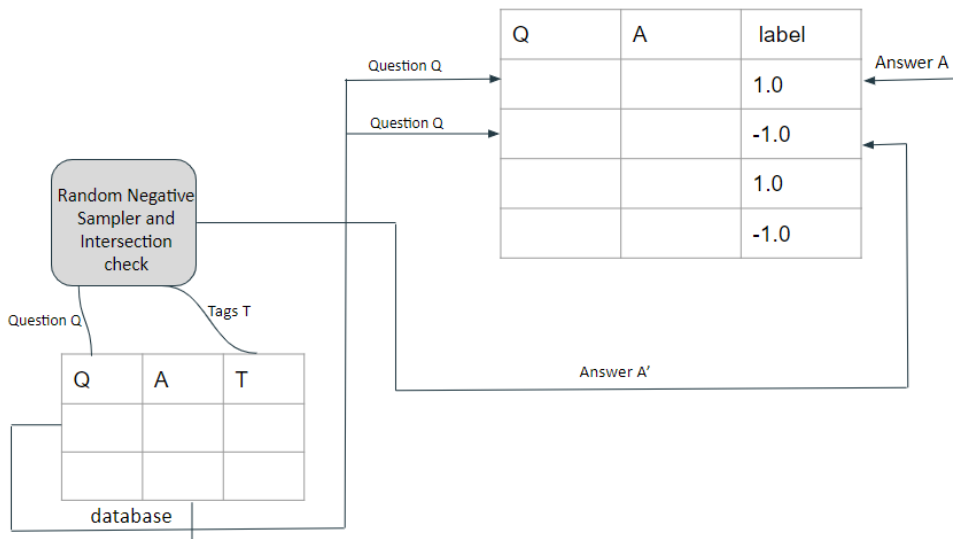 Q A label
Question Q
Answer A
1.0
Question Q
-1.0
1.0
-1.0
Random Negative
Sampler and
Intersection
check
Question Q
Tags T
Q A T
Answer A'
database